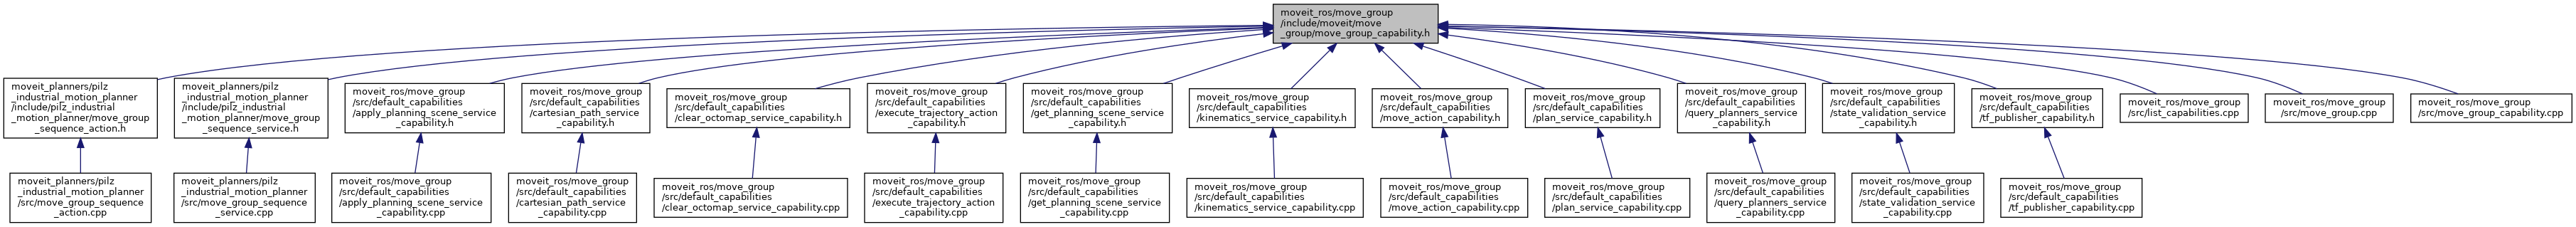 moveit_ros/move_group
/include/moveit/move
_group/move_group_capability.h
moveit_planners/pilz
_industrial_motion_planner
/include/pilz_industrial
_motion_planner/move_group
_sequence_action.h
moveit_planners/pilz
_industrial_motion_planner
/include/pilz_industrial
_motion_planner/move_group
_sequence_service.h
moveit_ros/move_group
/src/default_capabilities
/apply_planning_scene_service
_capability.h
moveit_ros/move_group
/src/default_capabilities
/cartesian_path_service
_capability.h
moveit_ros/move_group
/src/default_capabilities
/clear_octomap_service_capability.h
moveit_ros/move_group
/src/default_capabilities
/execute_trajectory_action
_capability.h
moveit_ros/move_group
/src/default_capabilities
/get_planning_scene_service
_capability.h
moveit_ros/move_group
/src/default_capabilities
/kinematics_service_capability.h
moveit_ros/move_group
/src/default_capabilities
/move_action_capability.h
moveit_ros/move_group
/src/default_capabilities
/plan_service_capability.h
moveit_ros/move_group
/src/default_capabilities
/query_planners_service
_capability.h
moveit_ros/move_group
/src/default_capabilities
/state_validation_service
_capability.h
moveit_ros/move_group
/src/default_capabilities
/tf_publisher_capability.h
moveit_ros/move_group
/src/list_capabilities.cpp
moveit_ros/move_group
/src/move_group.cpp
moveit_ros/move_group
/src/move_group_capability.cpp
moveit_planners/pilz
_industrial_motion_planner
/src/move_group_sequence
_action.cpp
moveit_planners/pilz
_industrial_motion_planner
/src/move_group_sequence
_service.cpp
moveit_ros/move_group
/src/default_capabilities
/apply_planning_scene_service
_capability.cpp
moveit_ros/move_group
/src/default_capabilities
/cartesian_path_service
_capability.cpp
moveit_ros/move_group
/src/default_capabilities
/clear_octomap_service_capability.cpp
moveit_ros/move_group
/src/default_capabilities
/execute_trajectory_action
_capability.cpp
moveit_ros/move_group
/src/default_capabilities
/get_planning_scene_service
_capability.cpp
moveit_ros/move_group
/src/default_capabilities
/kinematics_service_capability.cpp
moveit_ros/move_group
/src/default_capabilities
/move_action_capability.cpp
moveit_ros/move_group
/src/default_capabilities
/plan_service_capability.cpp
moveit_ros/move_group
/src/default_capabilities
/query_planners_service
_capability.cpp
moveit_ros/move_group
/src/default_capabilities
/state_validation_service
_capability.cpp
moveit_ros/move_group
/src/default_capabilities
/tf_publisher_capability.cpp